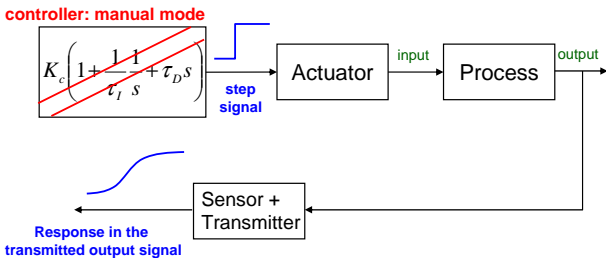 controller: manual mode
K_c(1 + 1/τ_I 1/s + τ_D s)
step
signal
Actuator
input
Process
output
Sensor +
Transmitter
Response in the
transmitted output signal